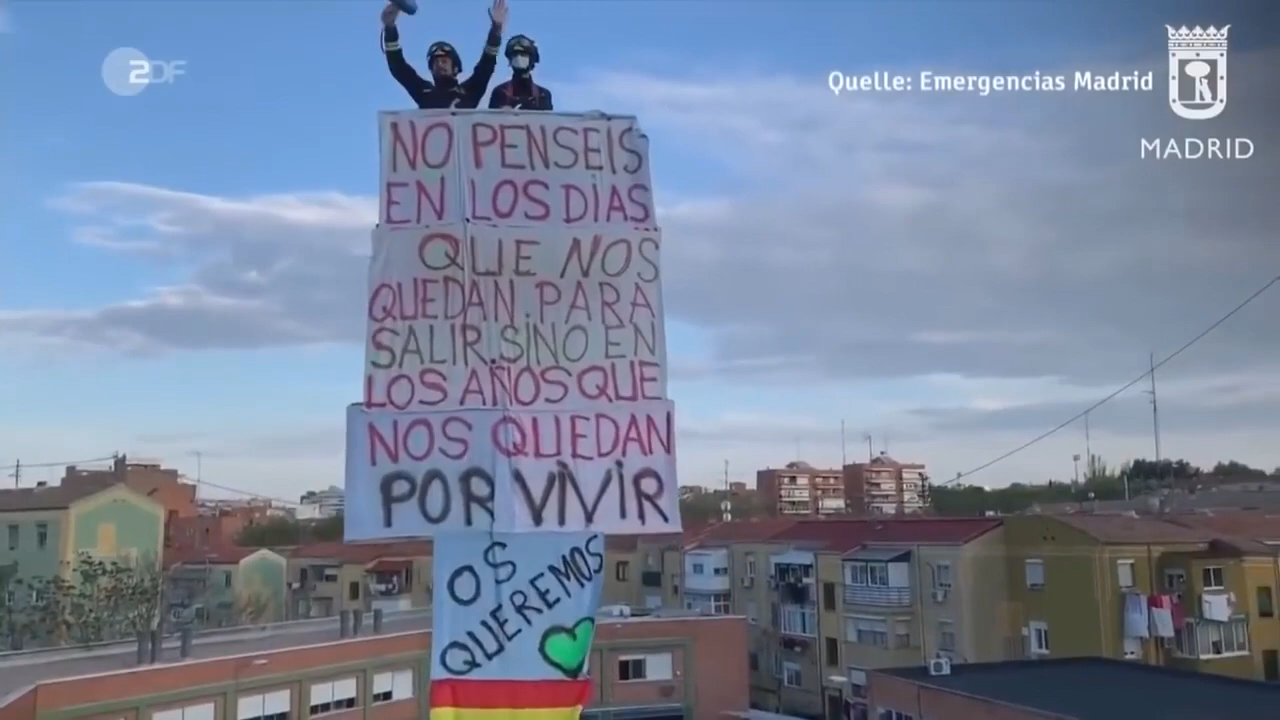 2DF
Quelle: Emergencias Madrid
MADRID
NO PENSEIS
EN LOS DiAS
QUE NOS
QUEDAN PARA
SALIR, SiNO EN
LOS AÑOS QUE
NOS QUEDAN
POR ViViR
OS
QUEREMOS